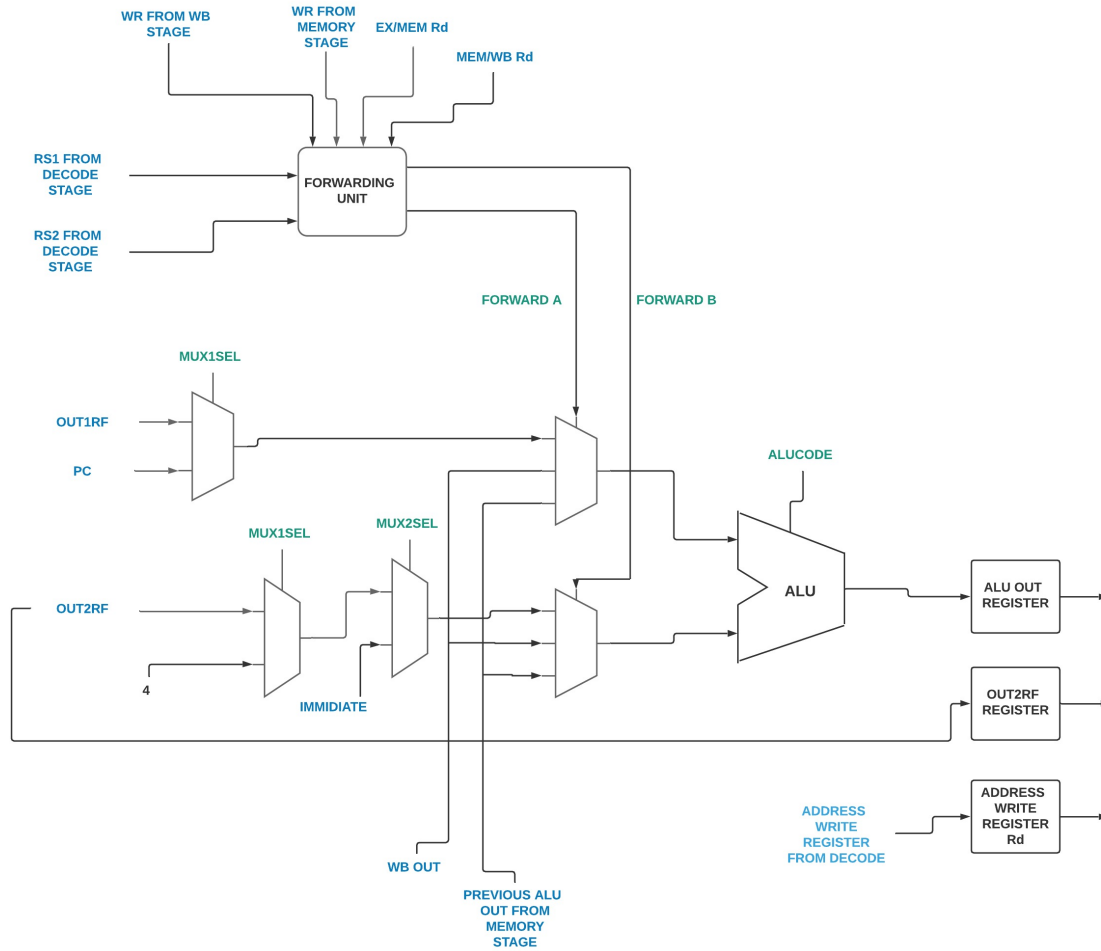 WR FROM WB
STAGE
WR FROM
MEMORY
STAGE
EX/MEM Rd
MEM/WB Rd
RS1 FROM
DECODE
STAGE
FORWARDING
UNIT
RS2 FROM
DECODE
STAGE
FORWARD A
FORWARD B
MUX1SEL
OUT1RF
PC
ALUCODE
MUX1SEL
MUX2SEL
ALU
ALU OUT
REGISTER
OUT2RF
4
IMMIDIATE
OUT2RF
REGISTER
ADDRESS
WRITE
REGISTER
Rd
ADDRESS
WRITE
REGISTER
FROM DECODE
WB OUT
PREVIOUS ALU
OUT FROM
MEMORY
STAGE